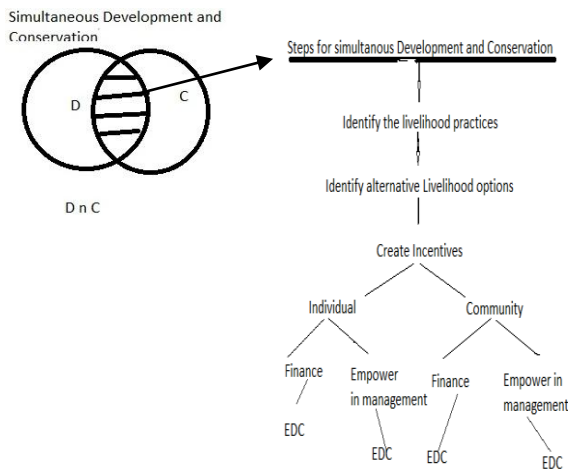 Simultaneous Development and
Conservation
D
C
D n C
Steps for simultanous Development and Conservation
Identify the livelihood practices
Identify alternative Livelihood options
Create Incentives
Individual
Community
Finance
Empower
in management
Finance
Empower in
management
EDC
EDC
EDC
EDC